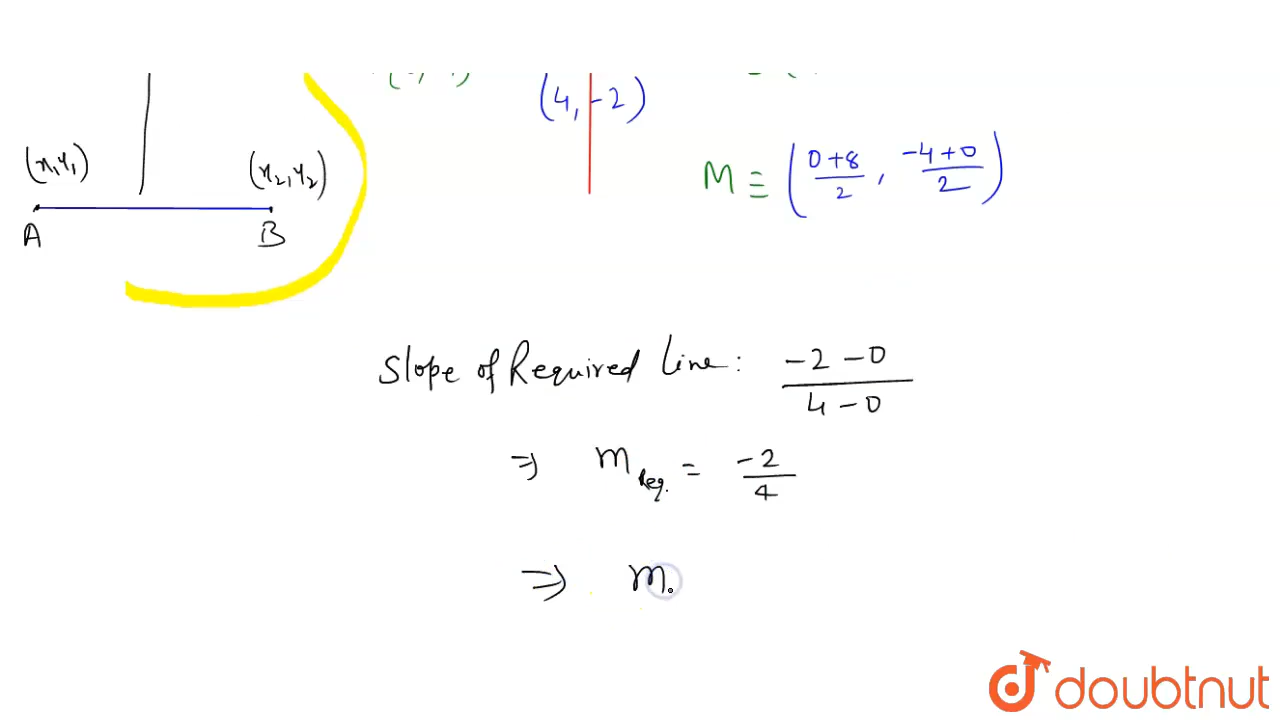 (4, -2)
(x₁, y₁)
(x₂, y₂)
A
B
M ≡ (0+8/2, -4+0/2)
Slope of Required Line: -2-0/4-0
⇒ m Req. = -2/4
⇒ m
doubtnut